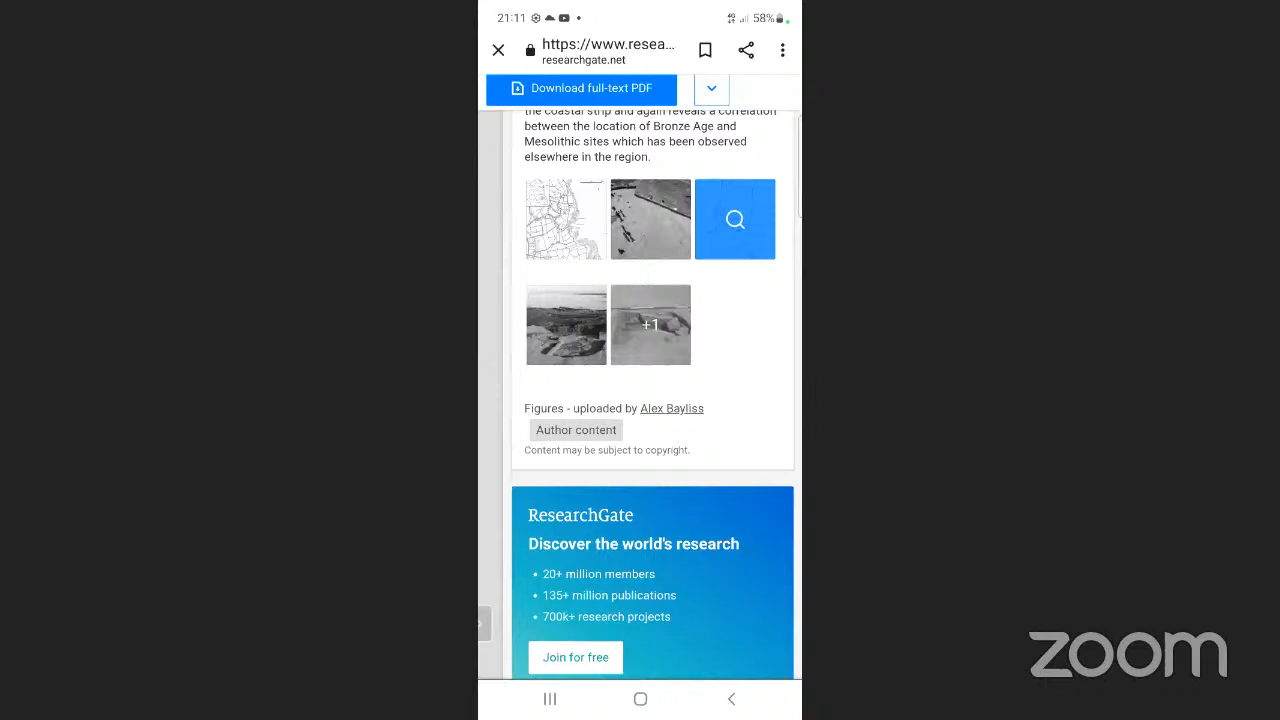 21:11
4G
58%
https://www.resea...
researchgate.net
Download full-text PDF
the coastal strip and again reveals a correlation
between the location of Bronze Age and
Mesolithic sites which has been observed
elsewhere in the region.
+1
Figures - uploaded by Alex Bayliss
Author content
Content may be subject to copyright.
ResearchGate
Discover the world's research
• 20+ million members
• 135+ million publications
• 700k+ research projects
Join for free
zoom